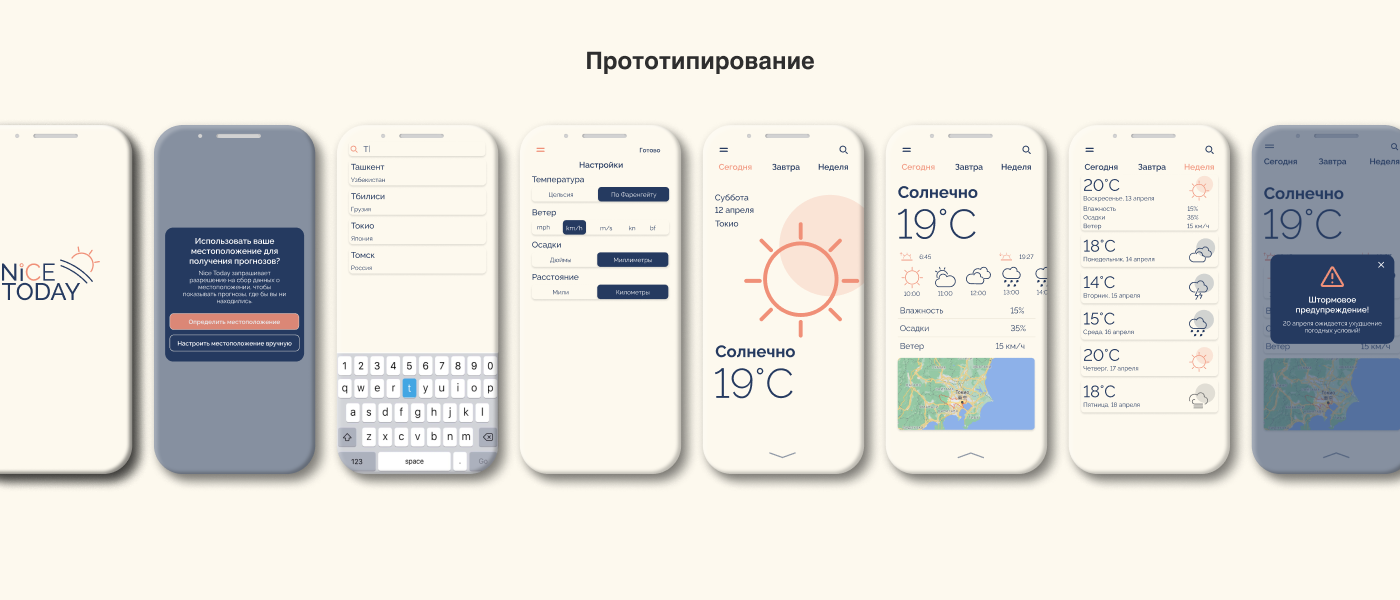 Прототипирование
NiCE
TODAY
Использовать ваше
местоположение для
получения прогнозов?
Nice Today запрашивает
разрешение на сбор данных о
местоположении, чтобы
показывать прогнозы, где бы вы не
находились
Определить местоположение
Настроить местоположение вручную
T
Ташкент
Узбекистан
Тбилиси
Грузия
Токио
Япония
Томск
Россия
1 2 3 4 5 6 7 8 9 0
q w e r t y u i o p
a s d f g h j k l
z x c v b n m
123 space . Go
Готово
Настройки
Температура
Цельсия По Фаренгейту
Ветер
mph km/h m/s kn bf
Осадки
Дюймы Миллиметры
Расстояние
Мили Километры
Сегодня Завтра Неделя
Суббота
12 апреля
Токио
Солнечно
19°C
Сегодня Завтра Неделя
Солнечно
19°C
6:45 19:27
10:00 11:00 12:00 13:00 14:0
Влажность 15%
Осадки 35%
Ветер 15 км/ч
Токио
Сегодня Завтра Неделя
20°C
Воскресенье, 13 апреля
Влажность 15%
Осадки 35%
Ветер 15 км/ч
18°C
Понедельник, 14 апреля
14°C
Вторник, 15 апреля
15°C
Среда, 16 апреля
20°C
Четверг, 17 апреля
18°C
Пятница, 18 апреля
Сегодня Завтра Неделя
Солнечно
19°C
Штормовое
предупреждение!
20 апреля ожидается ухудшение
погодных условий!
Ветер 15 км/ч